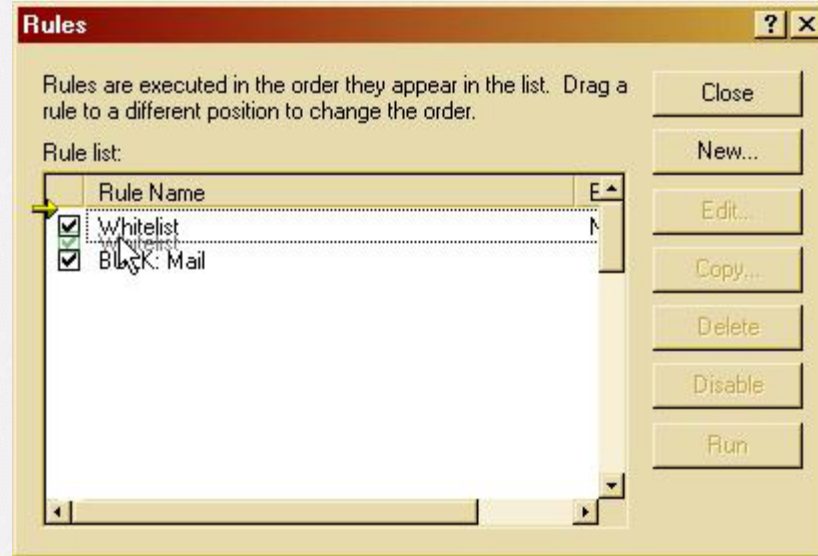 Rules
Rules are executed in the order they appear in the list. Drag a
rule to a different position to change the order.
Rule list:
Rule Name
Whitelist
Whitelist
Mail
Close
New...
Edit...
Copy...
Delete
Disable
Run